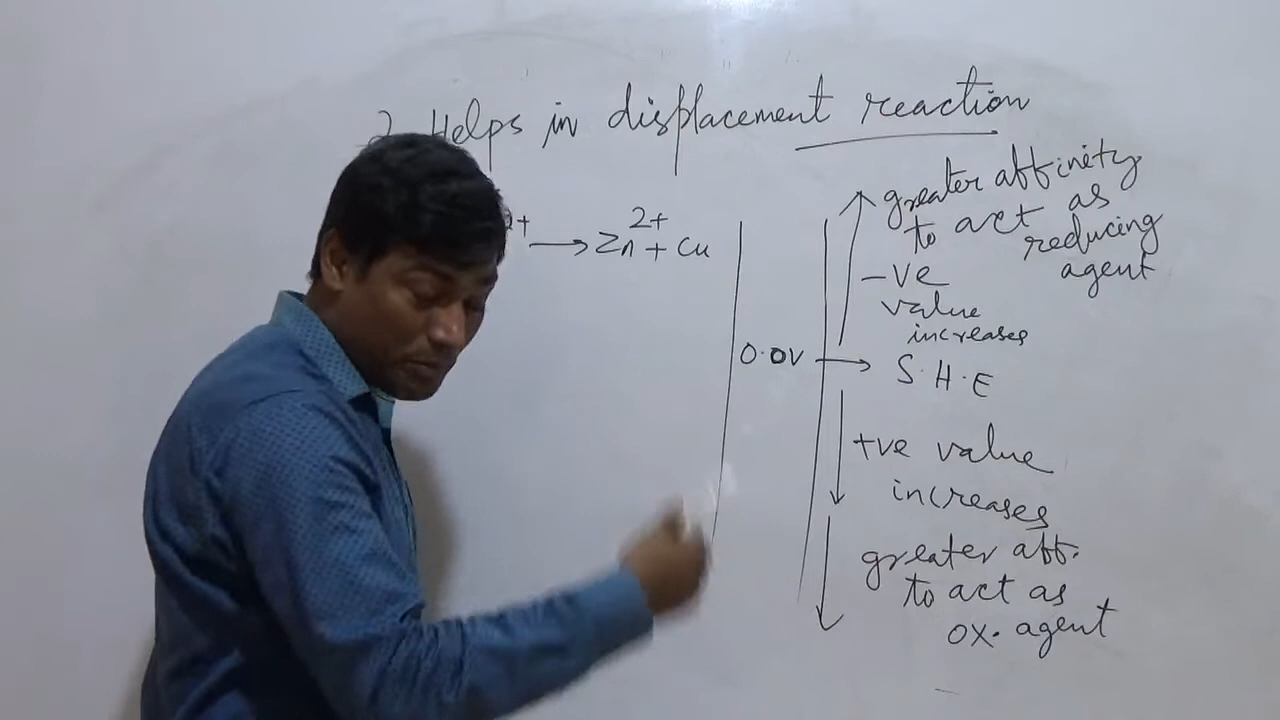 2. Helps in displacement reaction
2+ → Zn2+ + Cu
greater affinity
to act as
reducing
agent
-ve
value
increases
0.0V → S.H.E
+ve value
increases
greater aff.
to act as
ox. agent